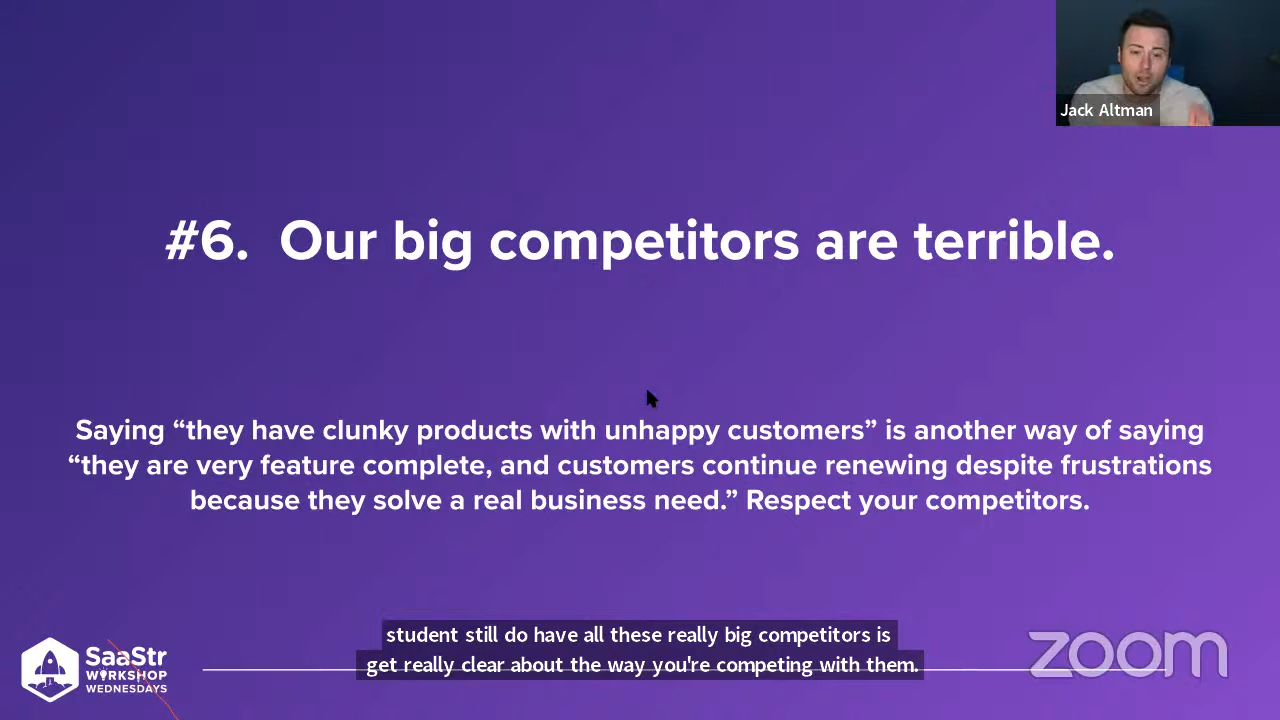 Jack Altman
#6. Our big competitors are terrible.
Saying “they have clunky products with unhappy customers” is another way of saying
“they are very feature complete, and customers continue renewing despite frustrations
because they solve a real business need.” Respect your competitors.
student still do have all these really big competitors is
get really clear about the way you're competing with them.
SaaStr
WORKSHOP
WEDNESDAYS
zoom